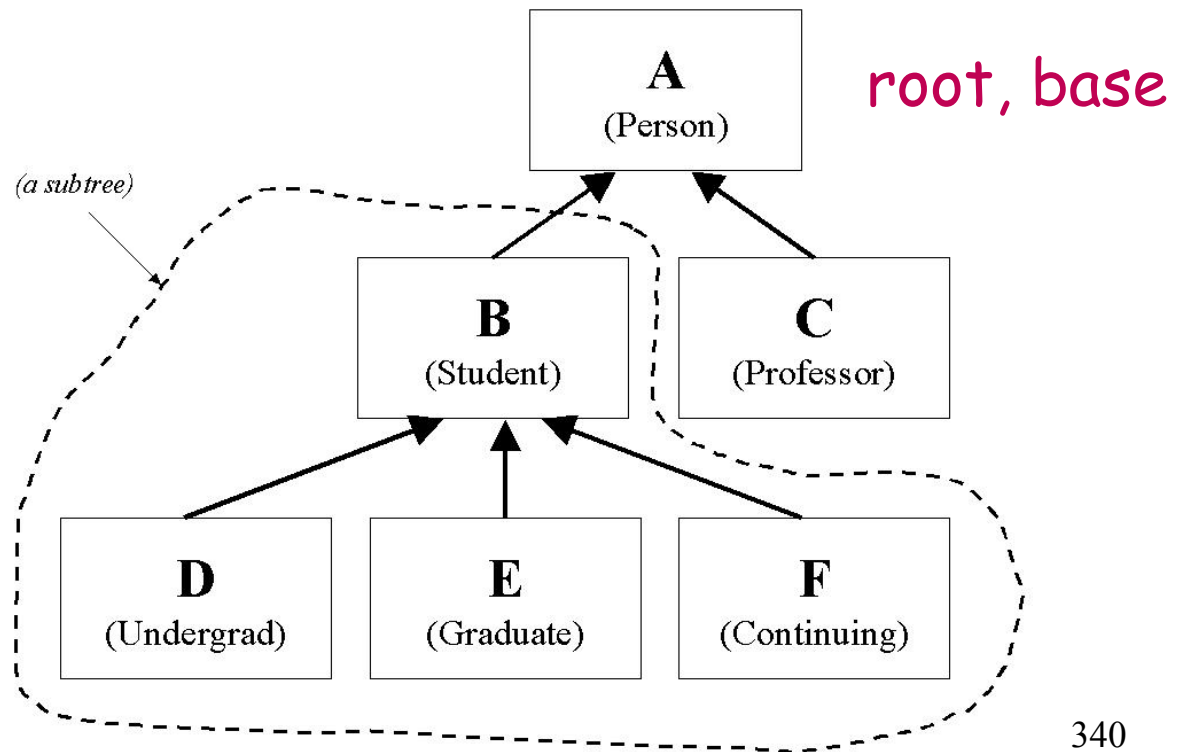 A
(Person)
root, base
(a subtree)
B
(Student)
C
(Professor)
D
(Undergrad)
E
(Graduate)
F
(Continuing)
340